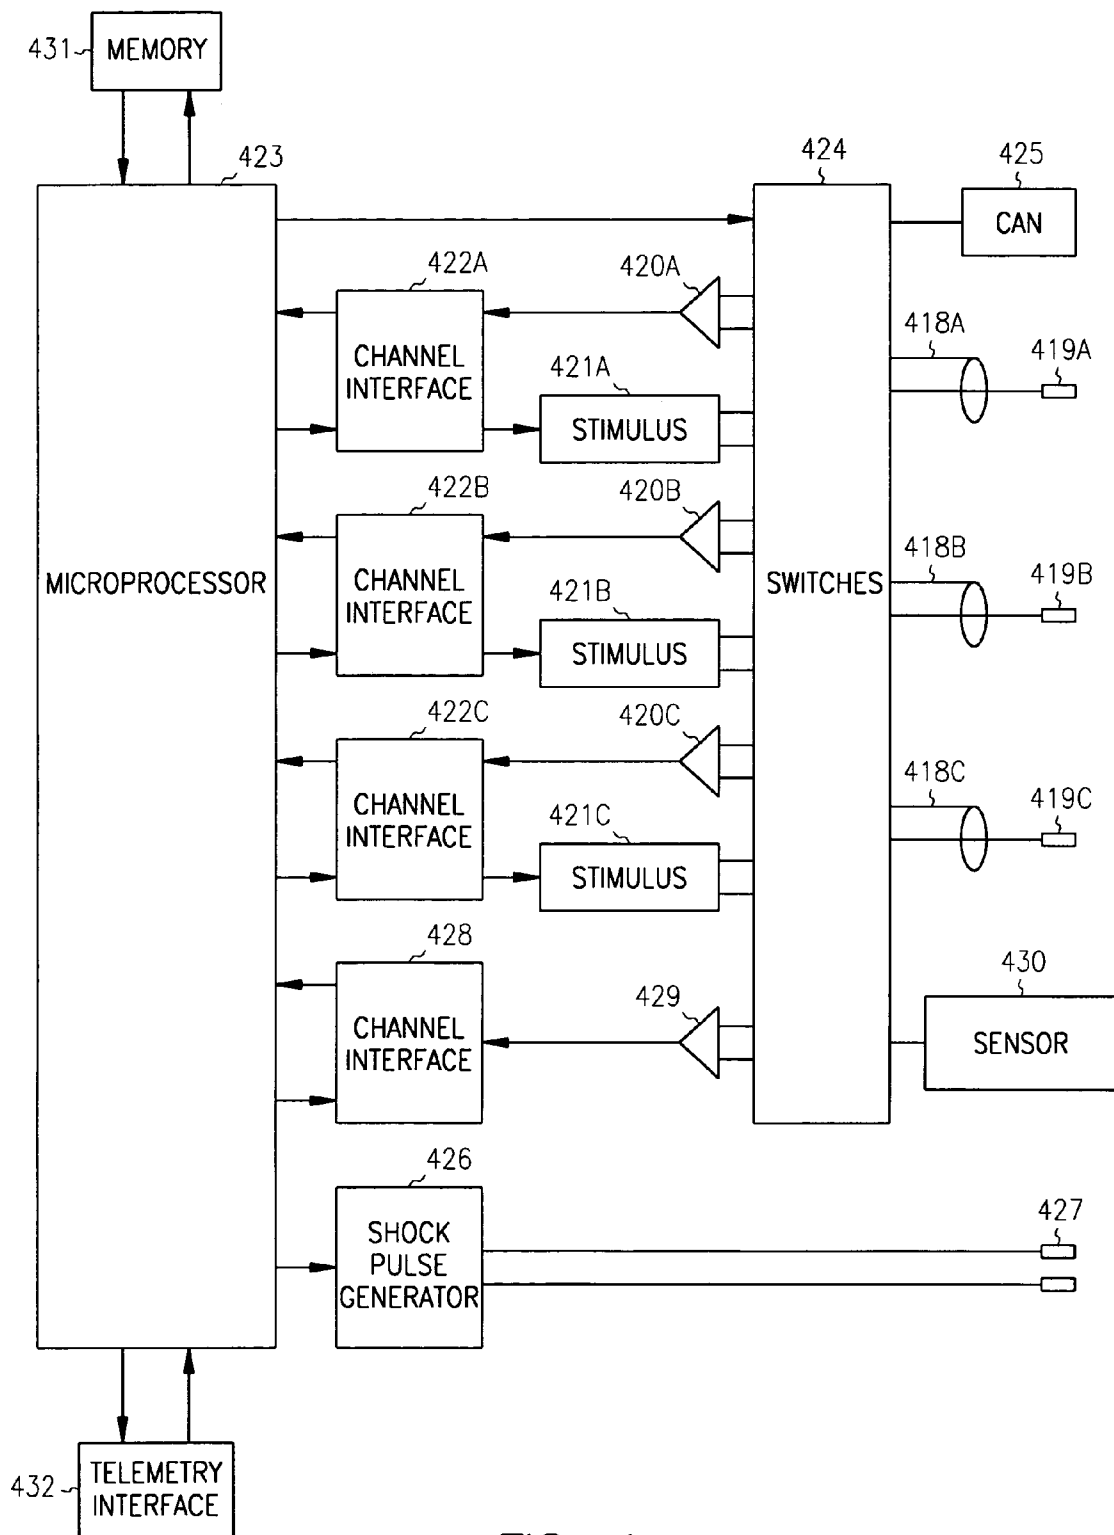 431
MEMORY
423
424
425
CAN
422A
420A
418A
419A
CHANNEL
INTERFACE
421A
STIMULUS
422B
420B
418B
419B
MICROPROCESSOR
CHANNEL
INTERFACE
421B
STIMULUS
SWITCHES
422C
420C
418C
419C
CHANNEL
INTERFACE
421C
STIMULUS
428
429
430
CHANNEL
INTERFACE
SENSOR
426
427
SHOCK
PULSE
GENERATOR
432
TELEMETRY
INTERFACE